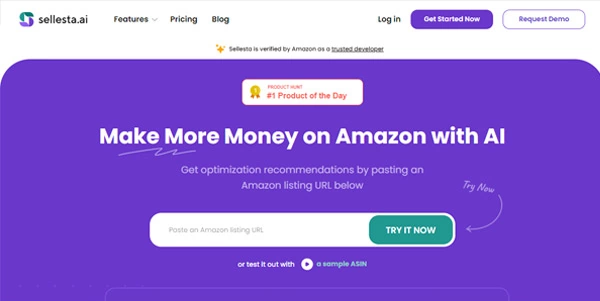 sellesta.ai Features Pricing Blog Log in Get Started Now Request Demo
Sellesta is verified by Amazon as a trusted developer
PRODUCT HUNT
#1 Product of the Day
Make More Money on Amazon with AI
Get optimization recommendations by pasting an
Amazon listing URL below
Try Now
Paste an Amazon listing URL TRY IT NOW
or test it out with a sample ASIN